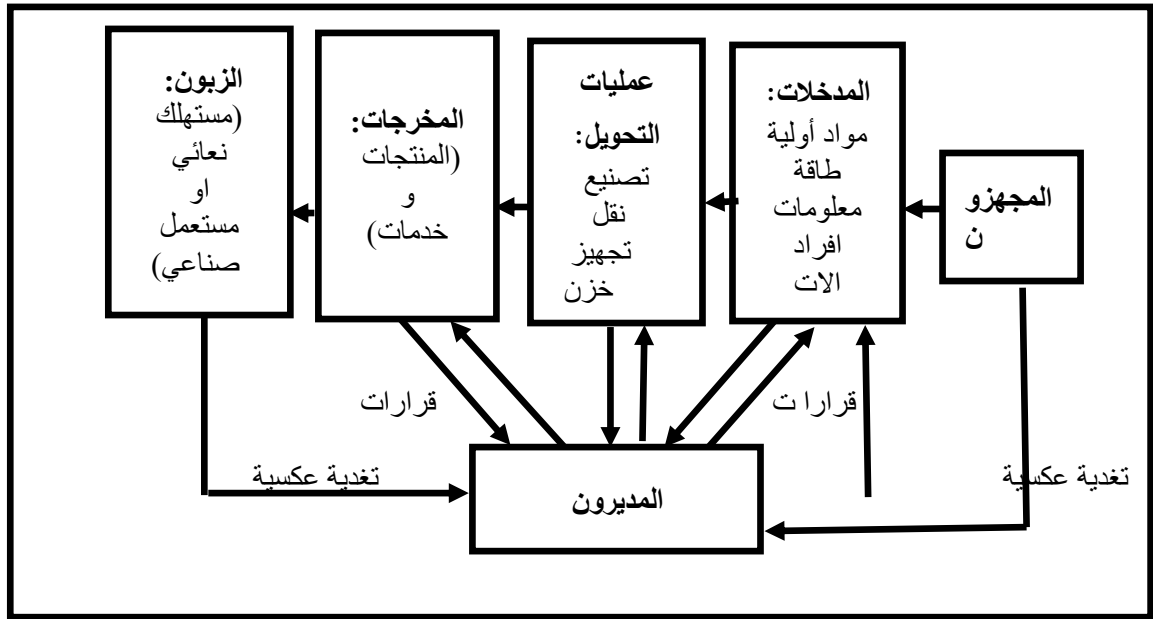 المجهزو
ن
المدخلات:
مواد أولية
طاقة
معلومات
افراد
الات
عمليات
التحويل:
تصنيع
نقل
تجهيز
خزن
المخرجات:
(المنتجات
و
خدمات)
الزبون:
(مستهلك
نعائي
او
مستعمل
صناعي)
قرارا ت
قرارات
تغدية عكسية
تغدية عكسية
المديرون